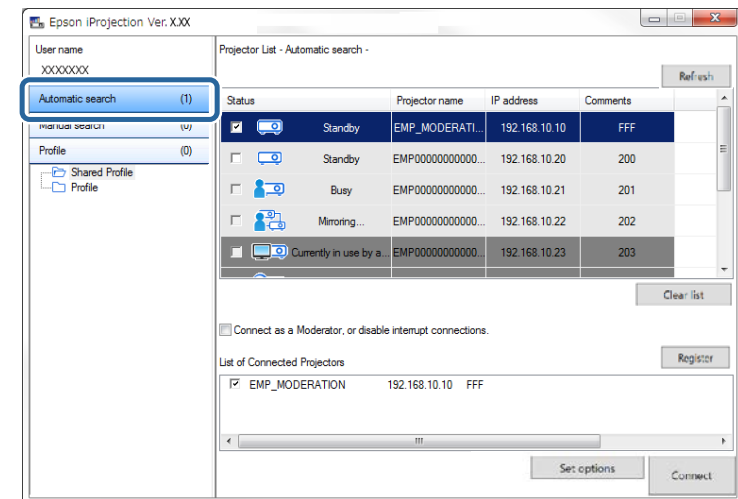 Epson iProjection Ver. X.XX
User name
XXXXXXX
Automatic search (1)
Manual search (0)
Profile (0)
Shared Profile
Profile
Projector List - Automatic search -
Refresh
Status Projector name IP address Comments
Standby EMP_MODERATI... 192.168.10.10 FFF
Standby EMP00000000000... 192.168.10.20 200
Busy EMP00000000000... 192.168.10.21 201
Mirroring... EMP00000000000... 192.168.10.22 202
Currently in use by a... EMP00000000000... 192.168.10.23 203
Clear list
Connect as a Moderator, or disable interrupt connections.
List of Connected Projectors
Register
EMP_MODERATION 192.168.10.10 FFF
Set options
Connect